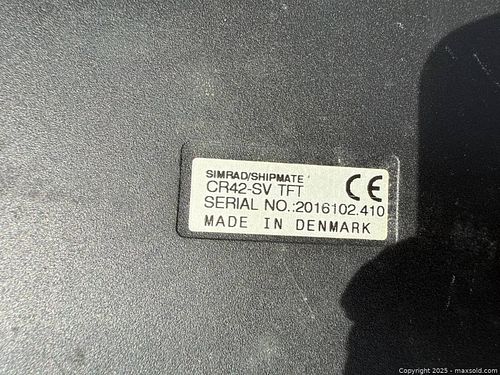 SIMRAD/SHIPMATE
CR42-SV TFT
CE
SERIAL NO.:2016102.410
MADE IN DENMARK
Copyright 2025 - maxsold.com